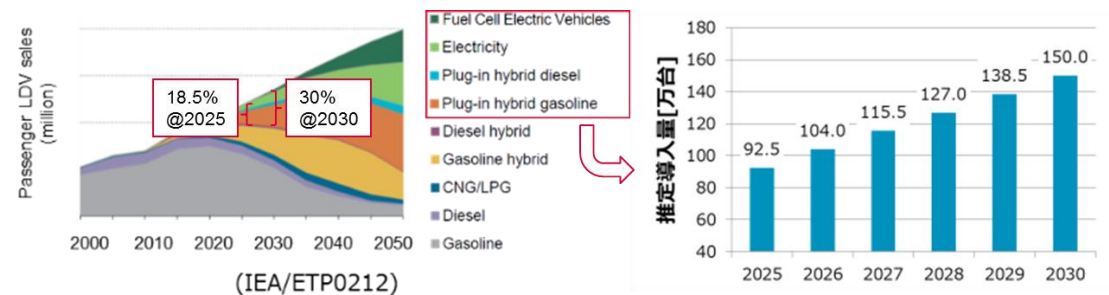 Passenger LDV sales
(million)
18.5%
@2025
30%
@2030
2000 2010 2020 2030 2040 2050
(IEA/ETP0212)
Fuel Cell Electric Vehicles
Electricity
Plug-in hybrid diesel
Plug-in hybrid gasoline
Diesel hybrid
Gasoline hybrid
CNG/LPG
Diesel
Gasoline
推定導入量[万台]
180
160
140
120
100
80
60
40
92.5
104.0
115.5
127.0
138.5
150.0
2025 2026 2027 2028 2029 2030